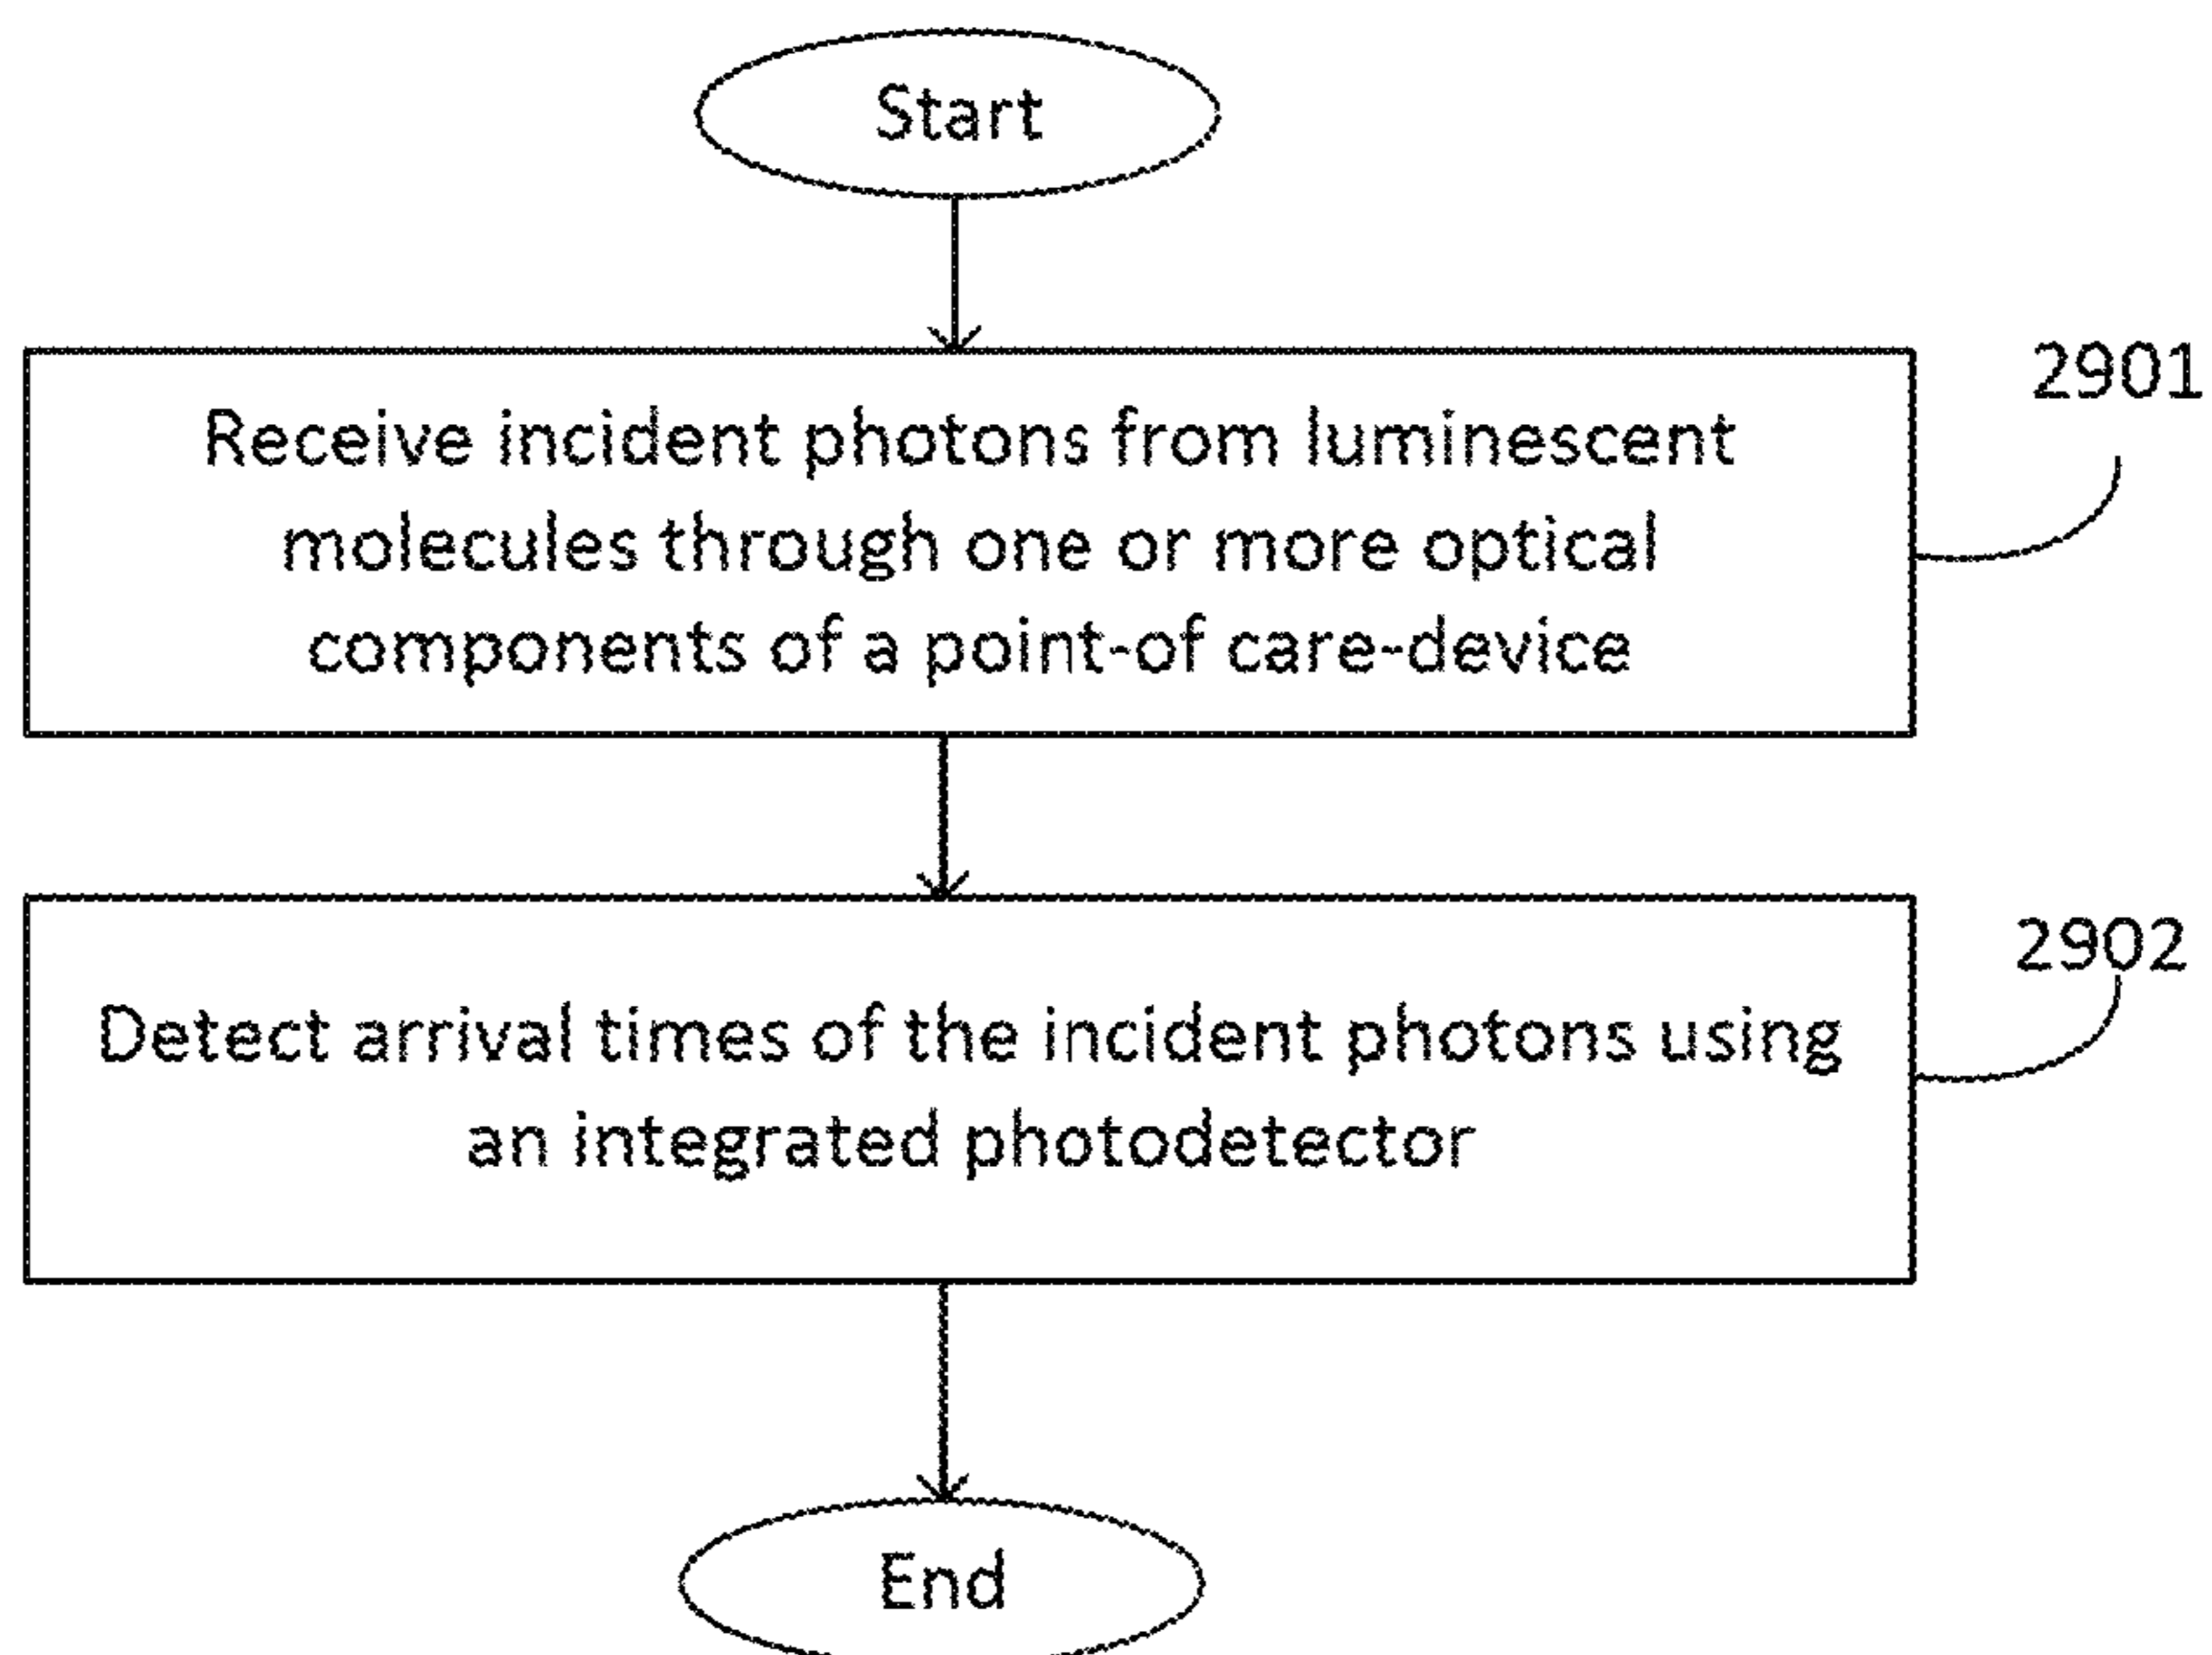 Start
2901
Receive incident photons from luminescent
molecules through one or more optical
components of a point-of care-device
2902
Detect arrival times of the incident photons using
an integrated photodetector
End